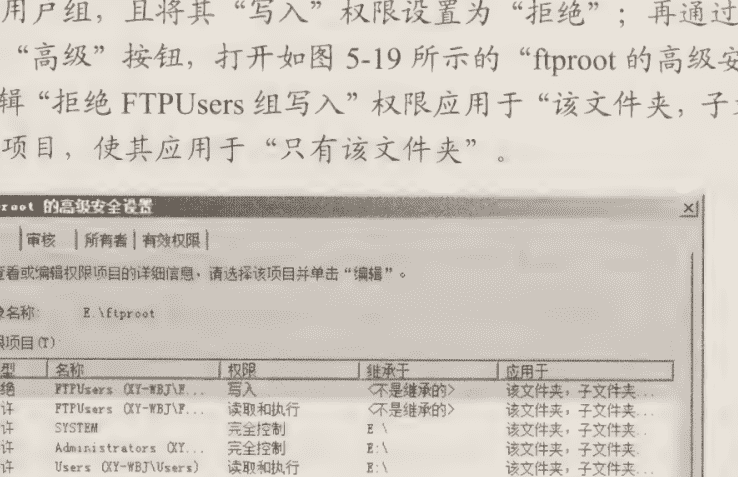 用户组，且将其“写入”权限设置为“拒绝”；再通过
“高级”按钮，打开如图 5-19 所示的“ftproot 的高级安
辑“拒绝 FTPUsers 组写入”权限应用于“该文件夹，子
项目，使其应用于“只有该文件夹”。
root 的高级安全设置
审核 所有者 有效权限
查看或编辑权限项目的详细信息，请选择该项目并单击“编辑”。
象名称: E:\ftproot
限项目(T)
型 名称 权限 继承于 应用于
绝 FTPUsers (XY-WBJ\F... 写入 <不是继承的> 该文件夹，子文件夹...
许 FTPUsers (XY-WBJ\F... 读取和执行 <不是继承的> 该文件夹，子文件夹...
许 SYSTEM 完全控制 E:\ 该文件夹，子文件夹...
许 Administrators (XY... 完全控制 E:\ 该文件夹，子文件夹...
许 Users (XY-WBJ\Users) 读取和执行 E:\ 该文件夹，子文件夹...